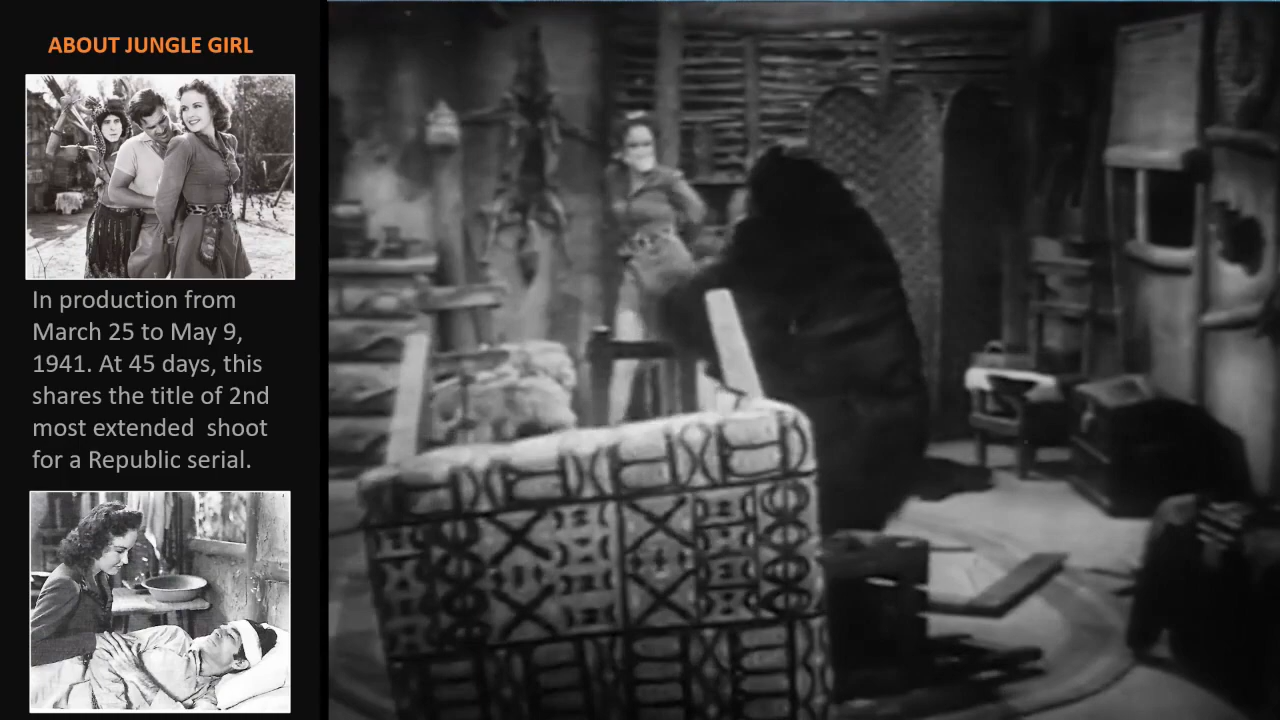 ABOUT JUNGLE GIRL
In production from
March 25 to May 9,
1941. At 45 days, this
shares the title of 2nd
most extended  shoot
for a Republic serial.